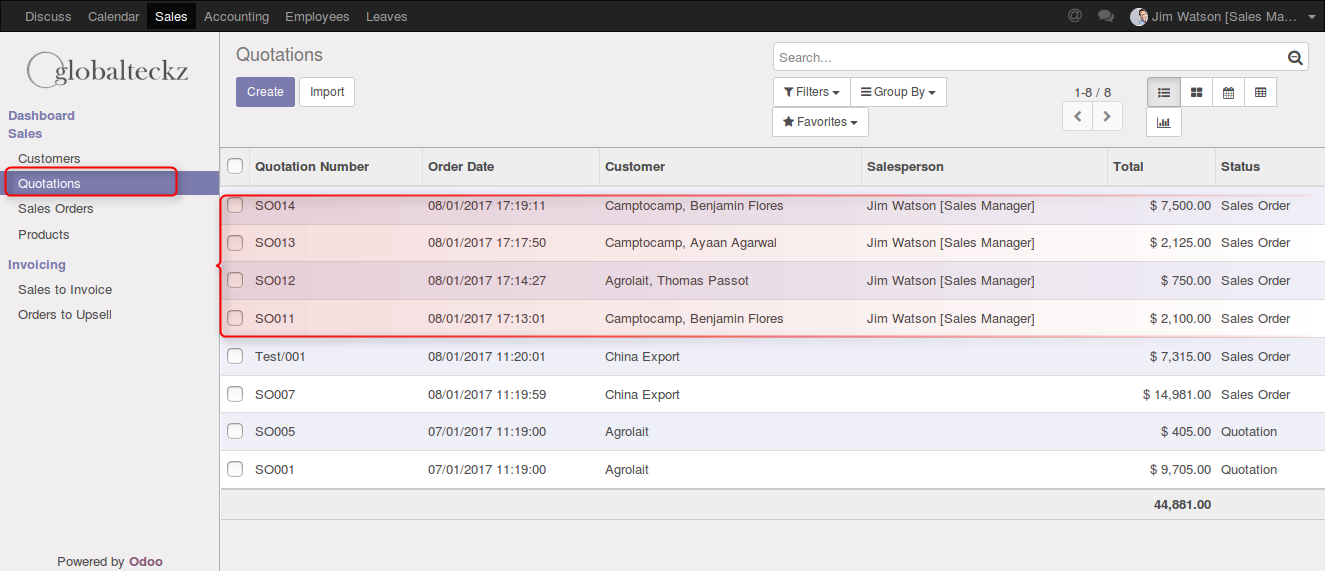 Discuss Calendar Sales Accounting Employees Leaves @ Jim Watson [Sales Ma...
globalteckz
Dashboard
Sales
Customers
Quotations
Sales Orders
Products
Invoicing
Sales to Invoice
Orders to Upsell
Powered by Odoo
Quotations
Search...
Create Import
Filters Group By
Favorites
1-8 / 8
Quotation Number Order Date Customer Salesperson Total Status
SO014 08/01/2017 17:19:11 Camptocamp, Benjamin Flores Jim Watson [Sales Manager] $ 7,500.00 Sales Order
SO013 08/01/2017 17:17:50 Camptocamp, Ayaan Agarwal Jim Watson [Sales Manager] $ 2,125.00 Sales Order
SO012 08/01/2017 17:14:27 Agrolait, Thomas Passot Jim Watson [Sales Manager] $ 750.00 Sales Order
SO011 08/01/2017 17:13:01 Camptocamp, Benjamin Flores Jim Watson [Sales Manager] $ 2,100.00 Sales Order
Test/001 08/01/2017 11:20:01 China Export $ 7,315.00 Sales Order
SO007 08/01/2017 11:19:59 China Export $ 14,981.00 Sales Order
SO005 07/01/2017 11:19:00 Agrolait $ 405.00 Quotation
SO001 07/01/2017 11:19:00 Agrolait $ 9,705.00 Quotation
44,881.00